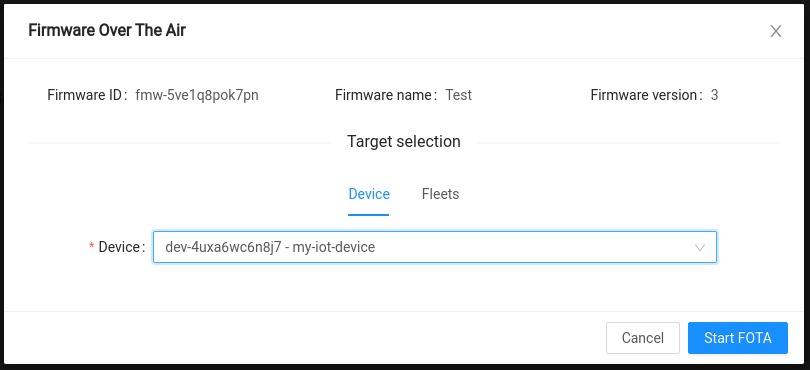 Firmware Over The Air
Firmware ID: fmw-5ve1q8pok7pn Firmware name: Test Firmware version: 3
Target selection
Device Fleets
* Device: dev-4uxa6wc6n8j7 - my-iot-device
Cancel Start FOTA